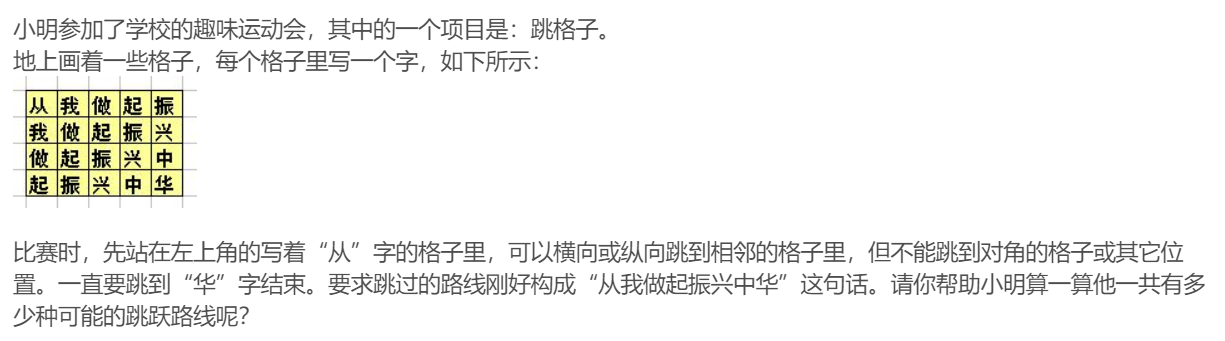 小明参加了学校的趣味运动会，其中的一个项目是：跳格子。
地上画着一些格子，每个格子里写一个字，如下所示：
从我做起振
我做起振兴
做起振兴中
起振兴中华
比赛时，先站在左上角的写着“从”字的格子里，可以横向或纵向跳到相邻的格子里，但不能跳到对角的格子或其它位
置。一直要跳到“华”字结束。要求跳过的路线刚好构成“从我做起振兴中华”这句话。请你帮助小明算一算他一共有多
少种可能的跳跃路线呢？